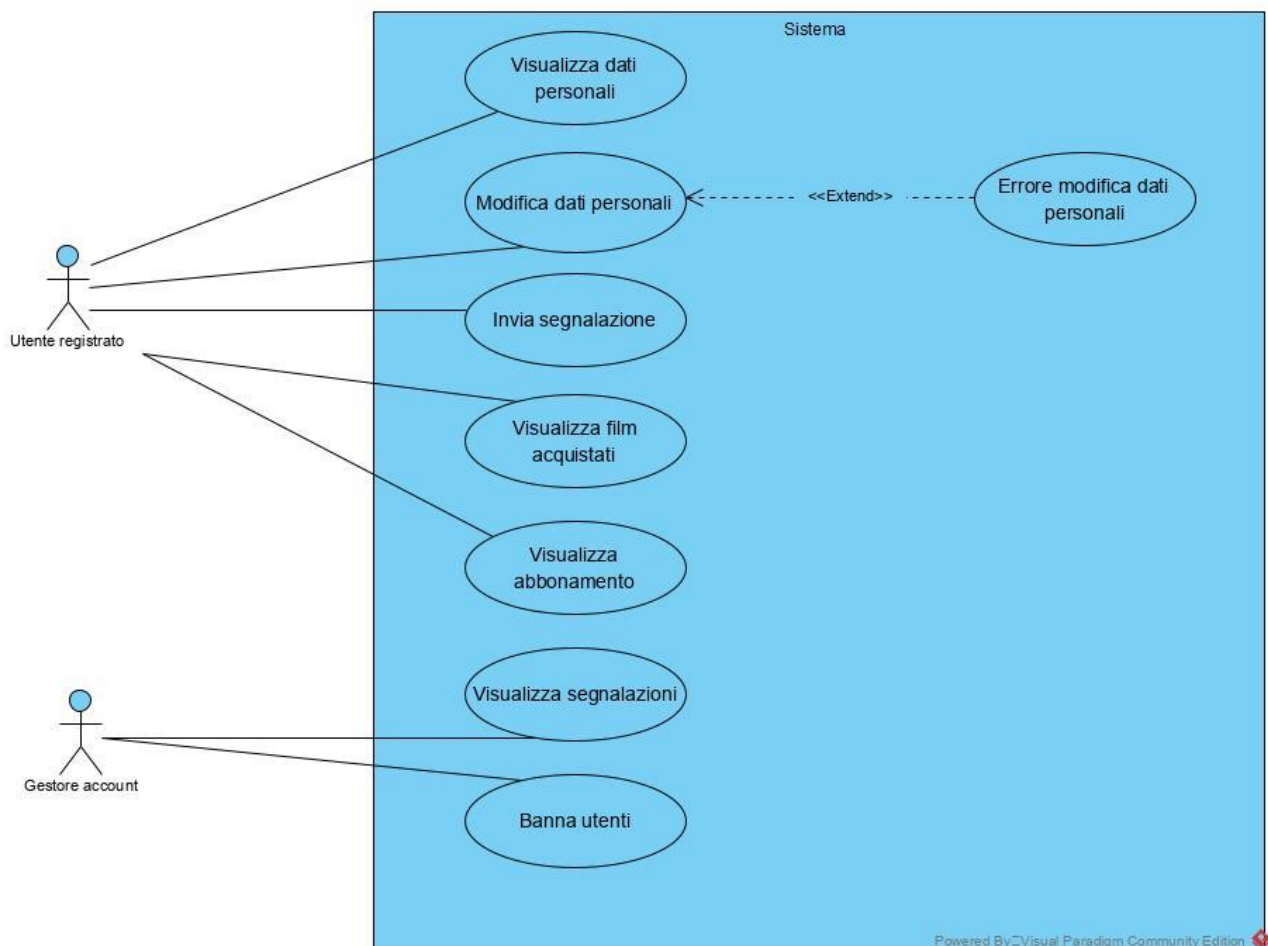 Sistema
Visualizza dati
personali
Modifica dati personali
<<Extend>>
Errore modifica dati
personali
Utente registrato
Invia segnalazione
Visualizza film
acquistati
Visualizza
abbonamento
Visualizza segnalazioni
Gestore account
Banna utenti
Powered By Visual Paradigm Community Edition